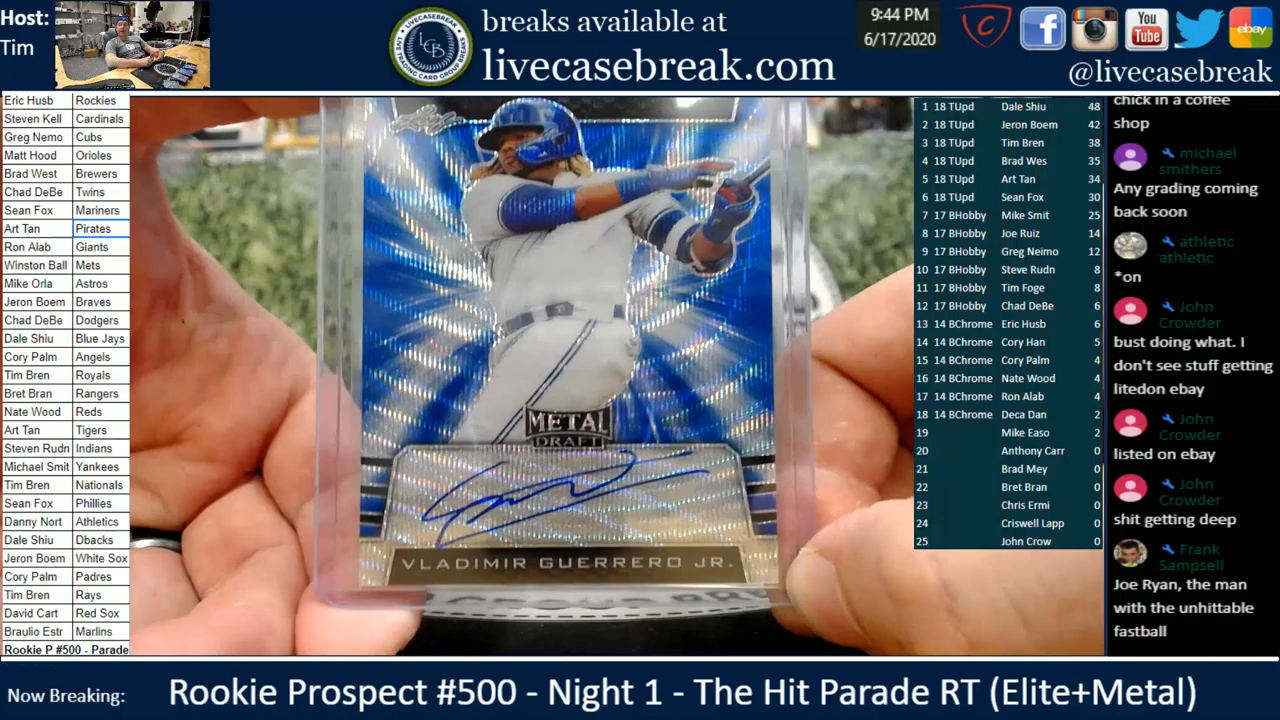 Host:
Tim
LIVECASEBREAK
LCB
LIVE TRADING CARD GROUP BREAKS
breaks available at
livecasebreak.com
9:44 PM
6/17/2020
You
Tube
ebay
@livecasebreak
Eric Husb Rockies
Steven Kell Cardinals
Greg Nemo Cubs
Matt Hood Orioles
Brad West Brewers
Chad DeBe Twins
Sean Fox Mariners
Art Tan Pirates
Ron Alab Giants
Winston Ball Mets
Mike Orla Astros
Jeron Boem Braves
Chad DeBe Dodgers
Dale Shiu Blue Jays
Cory Palm Angels
Tim Bren Royals
Bret Bran Rangers
Nate Wood Reds
Art Tan Tigers
Steven Rudn Indians
Michael Smit Yankees
Tim Bren Nationals
Sean Fox Phillies
Danny Nort Athletics
Dale Shiu Dbacks
Jeron Boem White Sox
Cory Palm Padres
Tim Bren Rays
David Cart Red Sox
Braulio Estr Marlins
Rookie P #500 - Parade
Leaf
METAL
DRAFT
VLADIMIR GUERRERO JR.
1 18 TUpd Dale Shiu 48
2 18 TUpd Jeron Boem 42
3 18 TUpd Tim Bren 38
4 18 TUpd Brad Wes 35
5 18 TUpd Art Tan 34
6 18 TUpd Sean Fox 30
7 17 BHobby Mike Smit 25
8 17 BHobby Joe Ruiz 14
9 17 BHobby Greg Neimo 12
10 17 BHobby Steve Rudn 8
11 17 BHobby Tim Foge 8
12 17 BHobby Chad DeBe 6
13 14 BChrome Eric Husb 6
14 14 BChrome Cory Han 5
15 14 BChrome Cory Palm 4
16 14 BChrome Nate Wood 4
17 14 BChrome Ron Alab 4
18 14 BChrome Deca Dan 2
19 Mike Easo 2
20 Anthony Carr 0
21 Brad Mey 0
22 Bret Bran 0
23 Chris Ermi 0
24 Criswell Lapp 0
25 John Crow 0
chick in a coffee
shop
michael
smithers
Any grading coming
back soon
athletic
athletic
*on
John
Crowder
bust doing what. I
don't see stuff getting
litedon ebay
John
Crowder
listed on ebay
John
Crowder
shit getting deep
Frank
Sampsell
Joe Ryan, the man
with the unhittable
fastball
Now Breaking:
Rookie Prospect #500 - Night 1 - The Hit Parade RT (Elite+Metal)